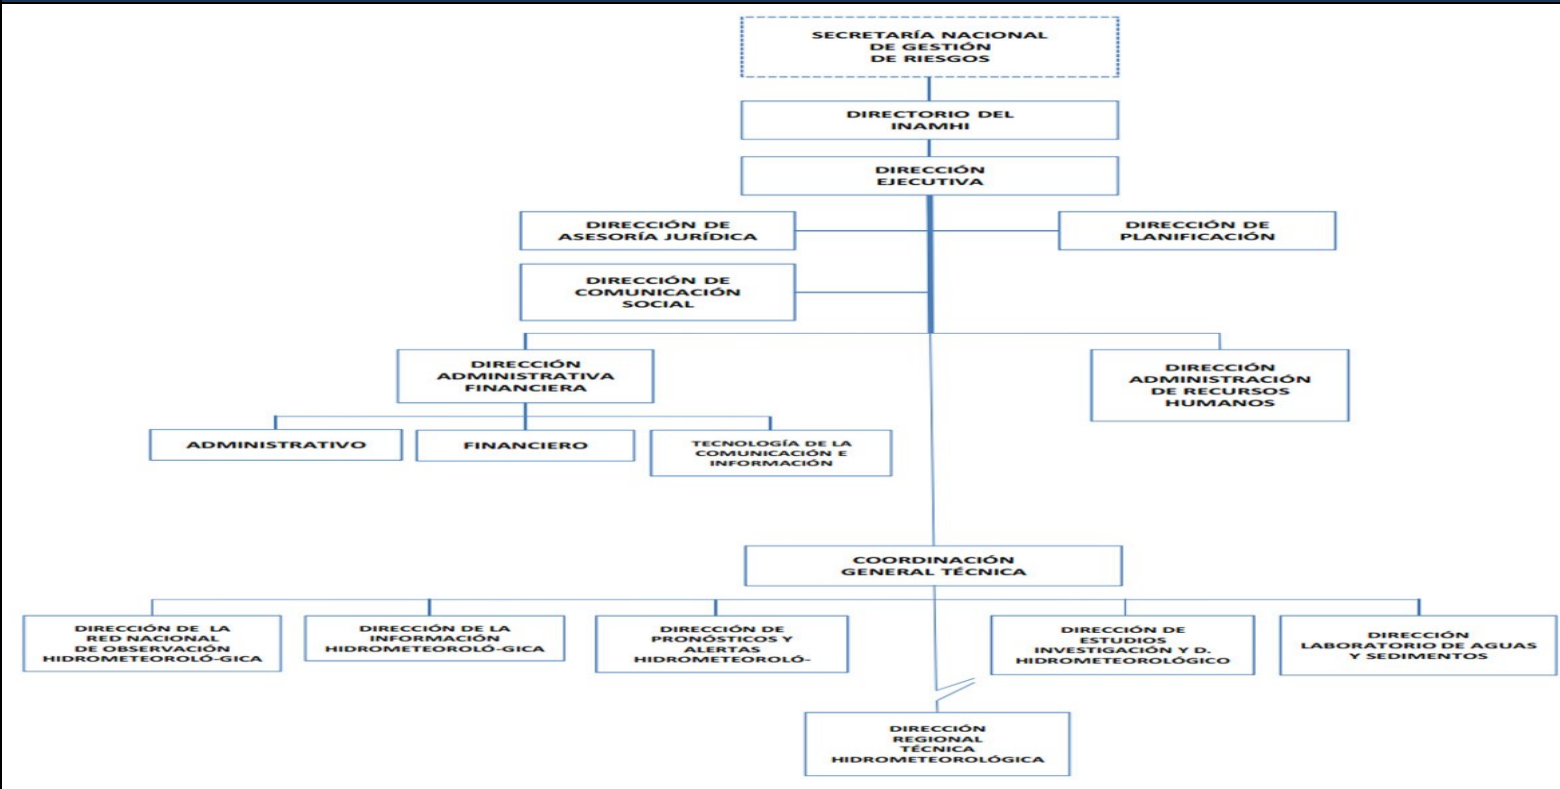 SECRETARÍA NACIONAL
DE GESTIÓN
DE RIESGOS
DIRECTORIO DEL
INAMHI
DIRECCIÓN
EJECUTIVA
DIRECCIÓN DE
ASESORÍA JURÍDICA
DIRECCIÓN DE
PLANIFICACIÓN
DIRECCIÓN DE
COMUNICACIÓN
SOCIAL
DIRECCIÓN
ADMINISTRATIVA
FINANCIERA
DIRECCIÓN
ADMINISTRACIÓN
DE RECURSOS
HUMANOS
ADMINISTRATIVO
FINANCIERO
TECNOLOGÍA DE LA
COMUNICACIÓN E
INFORMACIÓN
COORDINACIÓN
GENERAL TÉCNICA
DIRECCIÓN DE LA
RED NACIONAL
DE OBSERVACIÓN
HIDROMETEOROLÓ-GICA
DIRECCIÓN DE LA
INFORMACIÓN
HIDROMETEOROLÓ-GICA
DIRECCIÓN DE
PRONÓSTICOS Y
ALERTAS
HIDROMETEOROLÓ-
DIRECCIÓN DE
ESTUDIOS
INVESTIGACIÓN Y D.
HIDROMETEOROLÓGICO
DIRECCIÓN
LABORATORIO DE AGUAS
Y SEDIMENTOS
DIRECCIÓN
REGIONAL
TÉCNICA
HIDROMETEOROLÓGICA